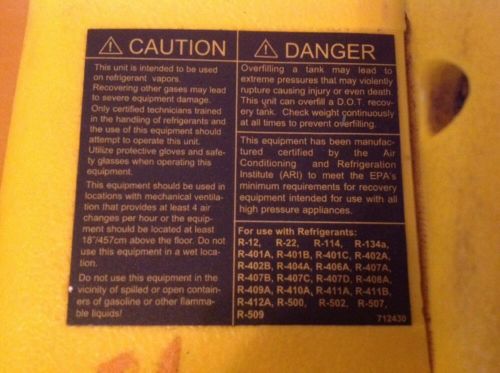 ⚠ CAUTION
This unit is intended to be used
on refrigerant vapors.
Recovering other gases may lead
to severe equipment damage.
Only certified technicians trained
in the handling of refrigerants and
the use of this equipment should
attempt to operate this unit.
Utilize protective gloves and safe-
ty glasses when operating this
equipment.
This equipment should be used in
locations with mechanical ventila-
tion that provides at least 4 air
changes per hour or the equip-
ment should be located at least
18"/457cm above the floor. Do not
use this equipment in a wet loca-
tion.
Do not use this equipment in the
vicinity of spilled or open contain-
ers of gasoline or other flamma-
ble liquids!
⚠ DANGER
Overfilling a tank may lead to
extreme pressures that may violently
rupture causing injury or even death.
This unit can overfill a D.O.T. recov-
ery tank. Check weight continuously
at all times to prevent overfilling.
This equipment has been manufac-
tured certified by the Air
Conditioning and Refrigeration
Institute (ARI) to meet the EPA's
minimum requirements for recovery
equipment intended for use with all
high pressure appliances.
For use with Refrigerants:
R-12, R-22, R-114, R-134a,
R-401A, R-401B, R-401C, R-402A,
R-402B, R-404A, R-406A, R-407A,
R-407B, R-407C, R-407D, R-408A,
R-409A, R-410A, R-411A, R-411B,
R-412A, R-500, R-502, R-507,
R-509
712430